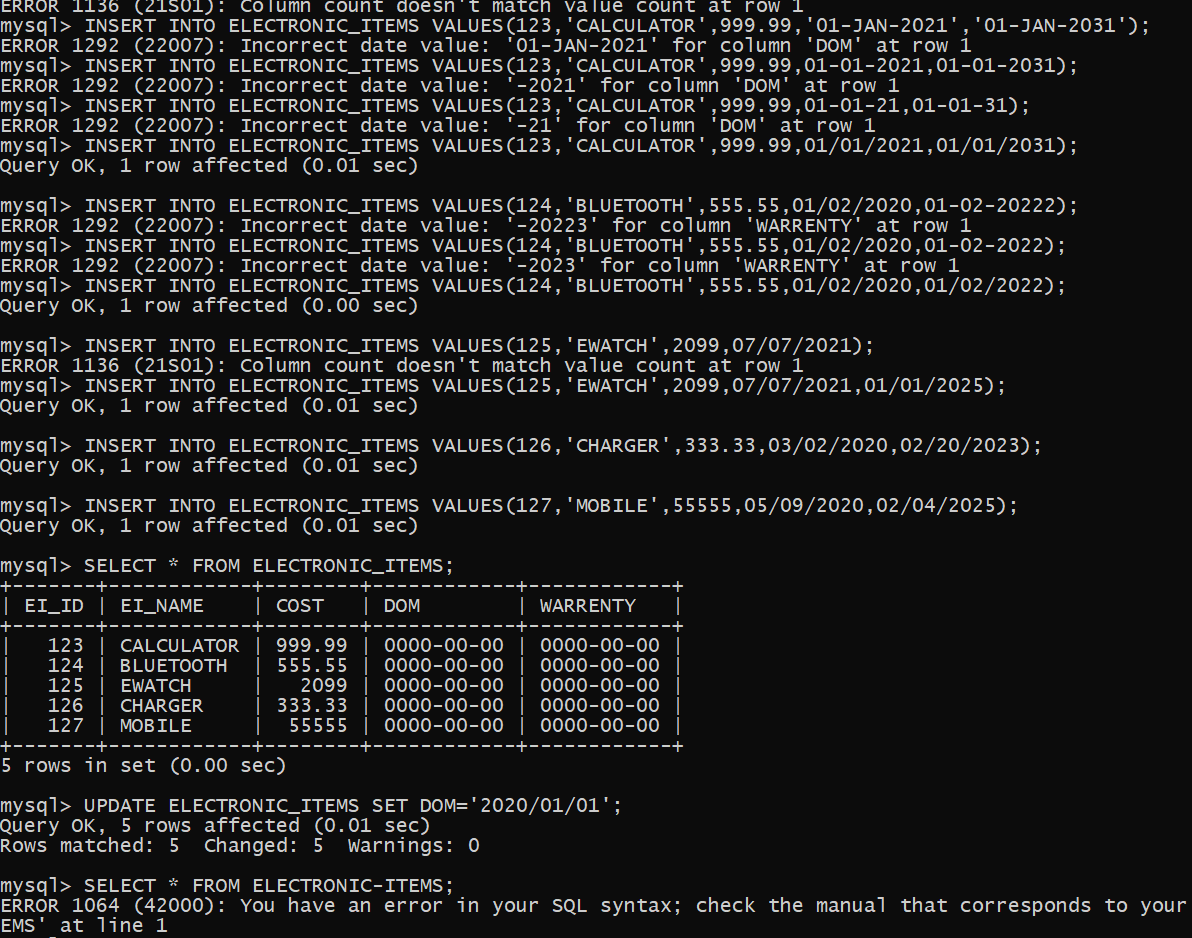 ERROR 1136 (21S01): Column count doesn't match value count at row 1
mysql> INSERT INTO ELECTRONIC_ITEMS VALUES(123,'CALCULATOR',999.99,'01-JAN-2021','01-JAN-2031');
ERROR 1292 (22007): Incorrect date value: '01-JAN-2021' for column 'DOM' at row 1
mysql> INSERT INTO ELECTRONIC_ITEMS VALUES(123,'CALCULATOR',999.99,01-01-2021,01-01-2031);
ERROR 1292 (22007): Incorrect date value: '-2021' for column 'DOM' at row 1
mysql> INSERT INTO ELECTRONIC_ITEMS VALUES(123,'CALCULATOR',999.99,01-01-21,01-01-31);
ERROR 1292 (22007): Incorrect date value: '-21' for column 'DOM' at row 1
mysql> INSERT INTO ELECTRONIC_ITEMS VALUES(123,'CALCULATOR',999.99,01/01/2021,01/01/2031);
Query OK, 1 row affected (0.01 sec)
mysql> INSERT INTO ELECTRONIC_ITEMS VALUES(124,'BLUETOOTH',555.55,01/02/2020,01-02-20222);
ERROR 1292 (22007): Incorrect date value: '-20223' for column 'WARRENTY' at row 1
mysql> INSERT INTO ELECTRONIC_ITEMS VALUES(124,'BLUETOOTH',555.55,01/02/2020,01-02-2022);
ERROR 1292 (22007): Incorrect date value: '-2023' for column 'WARRENTY' at row 1
mysql> INSERT INTO ELECTRONIC_ITEMS VALUES(124,'BLUETOOTH',555.55,01/02/2020,01/02/2022);
Query OK, 1 row affected (0.00 sec)
mysql> INSERT INTO ELECTRONIC_ITEMS VALUES(125,'EWATCH',2099,07/07/2021);
ERROR 1136 (21S01): Column count doesn't match value count at row 1
mysql> INSERT INTO ELECTRONIC_ITEMS VALUES(125,'EWATCH',2099,07/07/2021,01/01/2025);
Query OK, 1 row affected (0.01 sec)
mysql> INSERT INTO ELECTRONIC_ITEMS VALUES(126,'CHARGER',333.33,03/02/2020,02/20/2023);
Query OK, 1 row affected (0.01 sec)
mysql> INSERT INTO ELECTRONIC_ITEMS VALUES(127,'MOBILE',55555,05/09/2020,02/04/2025);
Query OK, 1 row affected (0.01 sec)
mysql> SELECT * FROM ELECTRONIC_ITEMS;
+-------+------------+--------+------------+------------+
| EI_ID | EI_NAME    | COST   | DOM        | WARRENTY   |
+-------+------------+--------+------------+------------+
|   123 | CALCULATOR | 999.99 | 0000-00-00 | 0000-00-00 |
|   124 | BLUETOOTH  | 555.55 | 0000-00-00 | 0000-00-00 |
|   125 | EWATCH     |   2099 | 0000-00-00 | 0000-00-00 |
|   126 | CHARGER    | 333.33 | 0000-00-00 | 0000-00-00 |
|   127 | MOBILE     |  55555 | 0000-00-00 | 0000-00-00 |
+-------+------------+--------+------------+------------+
5 rows in set (0.00 sec)
mysql> UPDATE ELECTRONIC_ITEMS SET DOM='2020/01/01';
Query OK, 5 rows affected (0.01 sec)
Rows matched: 5  Changed: 5  Warnings: 0
mysql> SELECT * FROM ELECTRONIC-ITEMS;
ERROR 1064 (42000): You have an error in your SQL syntax; check the manual that corresponds to your
EMS' at line 1